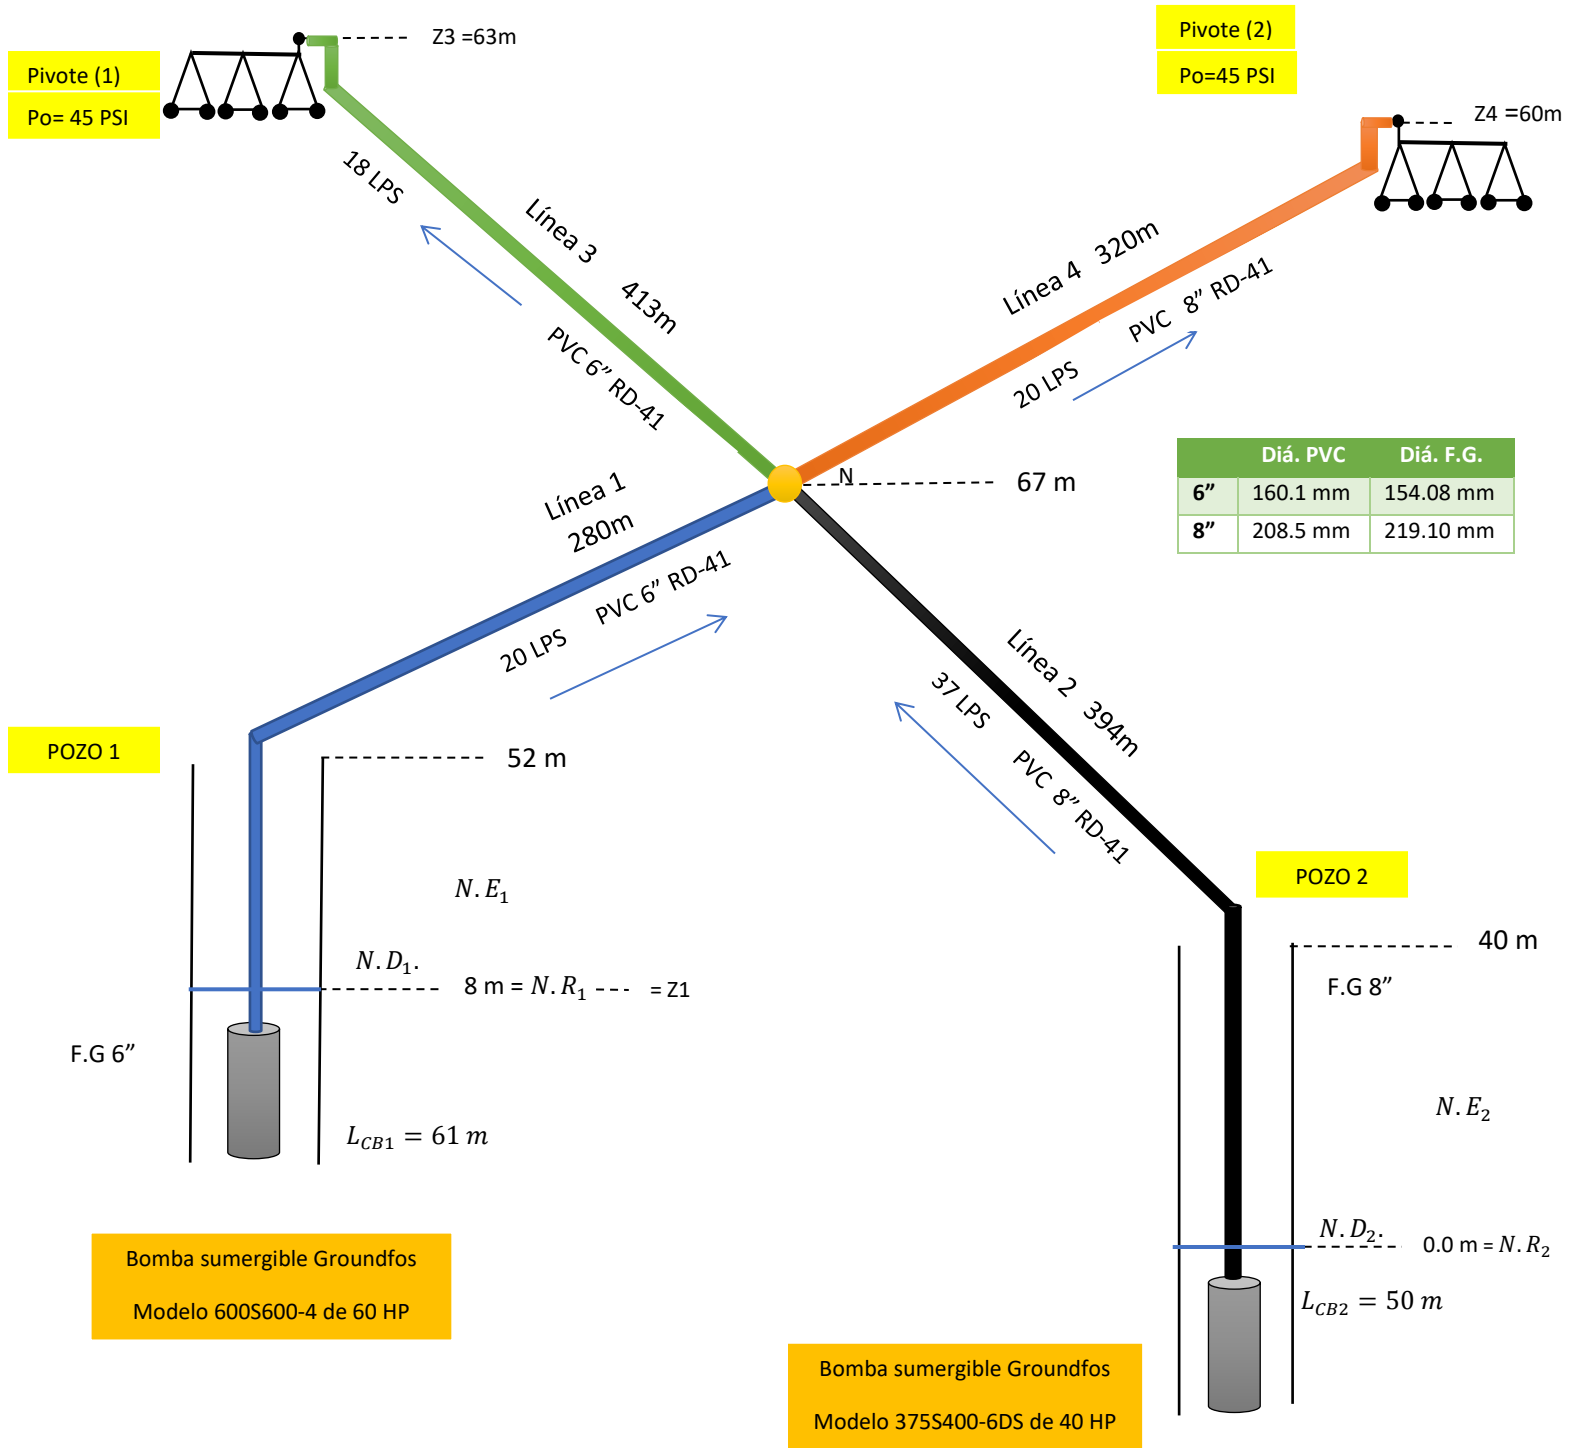 Pivote (1)
Po= 45 PSI
Z3 =63m
Pivote (2)
Po=45 PSI
Z4 =60m
18 LPS
Línea 3 413m
PVC 6” RD-41
Línea 4 320m
20 LPS PVC 8” RD-41
Diá. PVC Diá. F.G.
6” 160.1 mm 154.08 mm
8” 208.5 mm 219.10 mm
N
67 m
Línea 1
280m
20 LPS PVC 6” RD-41
Línea 2 394m
37 LPS PVC 8” RD-41
POZO 1
52 m
N.E1
N.D1.
8 m = N.R1 = Z1
F.G 6”
LCB1 = 61 m
Bomba sumergible Groundfos
Modelo 600S600-4 de 60 HP
POZO 2
40 m
F.G 8”
N.E2
N.D2.
0.0 m = N.R2
LCB2 = 50 m
Bomba sumergible Groundfos
Modelo 375S400-6DS de 40 HP